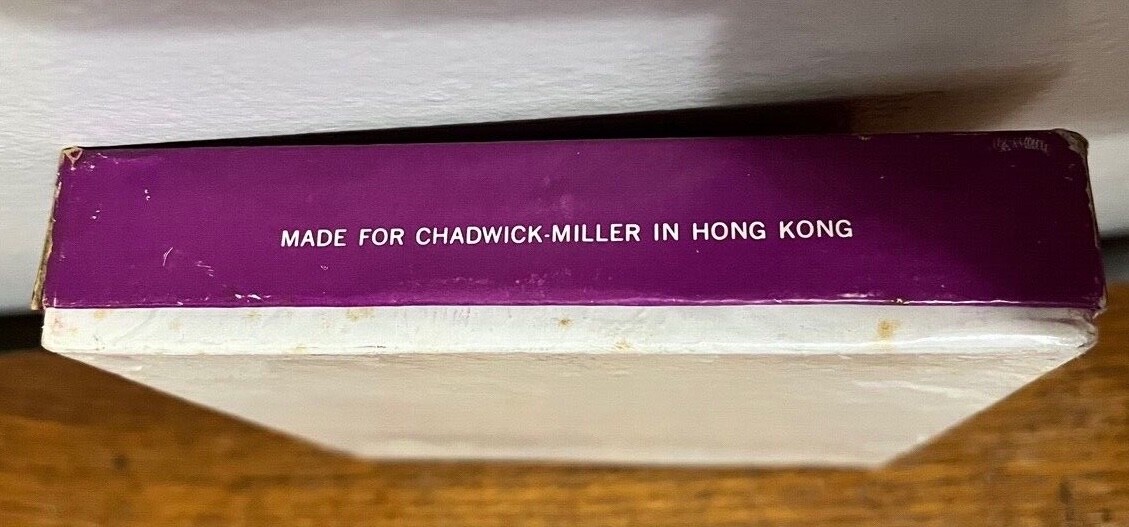 MADE FOR CHADWICK-MILLER IN HONG KONG